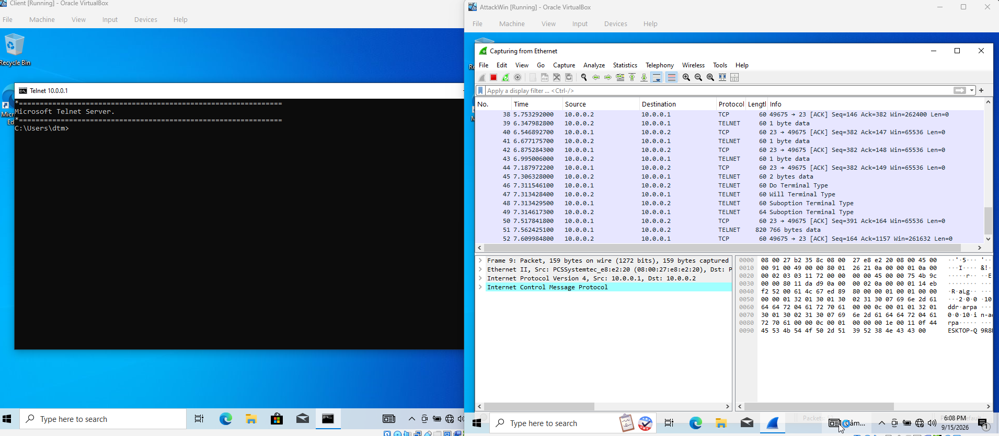 Client [Running] - Oracle VirtualBox
File Machine View Input Devices Help
Recycle Bin
Telnet 10.0.0.1
*===============================================================
Microsoft Telnet Server.
*===============================================================
C:\Users\dtm>
Type here to search
AttackWin [Running] - Oracle VirtualBox
File Machine View Input Devices Help
Capturing from Ethernet
File Edit View Go Capture Analyze Statistics Telephony Wireless Tools Help
Apply a display filter ... <Ctrl-/>
No. Time Source Destination Protocol Lengtl Info
38 5.753292000 10.0.0.2 10.0.0.1 TCP 60 49675 → 23 [ACK] Seq=146 Ack=382 Win=262400 Len=0
39 6.347982800 10.0.0.2 10.0.0.1 TELNET 60 1 byte data
40 6.546892700 10.0.0.1 10.0.0.2 TCP 60 23 → 49675 [ACK] Seq=382 Ack=147 Win=65536 Len=0
41 6.677175700 10.0.0.2 10.0.0.1 TELNET 60 1 byte data
42 6.875284300 10.0.0.1 10.0.0.2 TCP 60 23 → 49675 [ACK] Seq=382 Ack=148 Win=65536 Len=0
43 6.995006000 10.0.0.2 10.0.0.1 TELNET 60 1 byte data
44 7.187972200 10.0.0.1 10.0.0.2 TCP 60 23 → 49675 [ACK] Seq=382 Ack=149 Win=65536 Len=0
45 7.306328000 10.0.0.2 10.0.0.1 TELNET 60 2 bytes data
46 7.311546100 10.0.0.1 10.0.0.2 TELNET 60 Do Terminal Type
47 7.313428400 10.0.0.2 10.0.0.1 TELNET 60 Will Terminal Type
48 7.313429500 10.0.0.1 10.0.0.2 TELNET 60 Suboption Terminal Type
49 7.314617300 10.0.0.2 10.0.0.1 TELNET 64 Suboption Terminal Type
50 7.517841800 10.0.0.1 10.0.0.2 TCP 60 23 → 49675 [ACK] Seq=391 Ack=164 Win=65536 Len=0
51 7.562425100 10.0.0.1 10.0.0.2 TELNET 820 766 bytes data
52 7.609984800 10.0.0.2 10.0.0.1 TCP 60 49675 → 23 [ACK] Seq=164 Ack=1157 Win=261632 Len=0
Frame 9: Packet, 159 bytes on wire (1272 bits), 159 bytes captured
Ethernet II, Src: PCSSystemtec_e8:e2:20 (08:00:27:e8:e2:20), Dst: P
Internet Protocol Version 4, Src: 10.0.0.1, Dst: 10.0.0.2
Internet Control Message Protocol
0000 08 00 27 b2 35 8c 08 00 27 e8 e2 20 08 00 45 00 ··'·5··· '··
0010 00 91 00 49 00 00 80 01 26 21 0a 00 00 01 0a 00 ···I···· &!··
0020 00 02 03 03 11 72 00 00 00 00 45 00 00 75 4b 9c ·····r·· ··E
0030 00 00 80 11 da d9 0a 00 00 02 0a 00 00 01 14 eb
0040 f2 52 00 61 4c 67 ed 89 80 00 00 01 00 01 00 00 ·R·aLg··
0050 00 00 01 32 01 30 01 30 02 31 30 07 69 6e 2d 61 ···2·0·0 ·10
0060 64 64 72 04 61 72 70 61 00 00 0c 00 01 01 32 01 ddr·arpa ····
0070 30 01 30 02 31 30 07 69 6e 2d 61 64 64 72 04 61 0·0·10·i n-a
0080 72 70 61 00 00 0c 00 01 00 00 00 1e 00 11 0f 44 rpa·····
0090 45 53 4b 54 4f 50 2d 51 39 52 38 4e 43 43 00 ESKTOP-Q 9R8
Type here to search
6:08 PM
9/15/2026
1